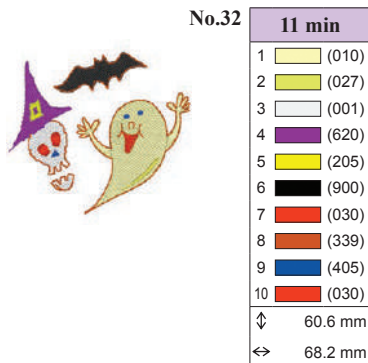 No.32
11 min
1 (010)
2 (027)
3 (001)
4 (620)
5 (205)
6 (900)
7 (030)
8 (339)
9 (405)
10 (030)
60.6 mm
68.2 mm